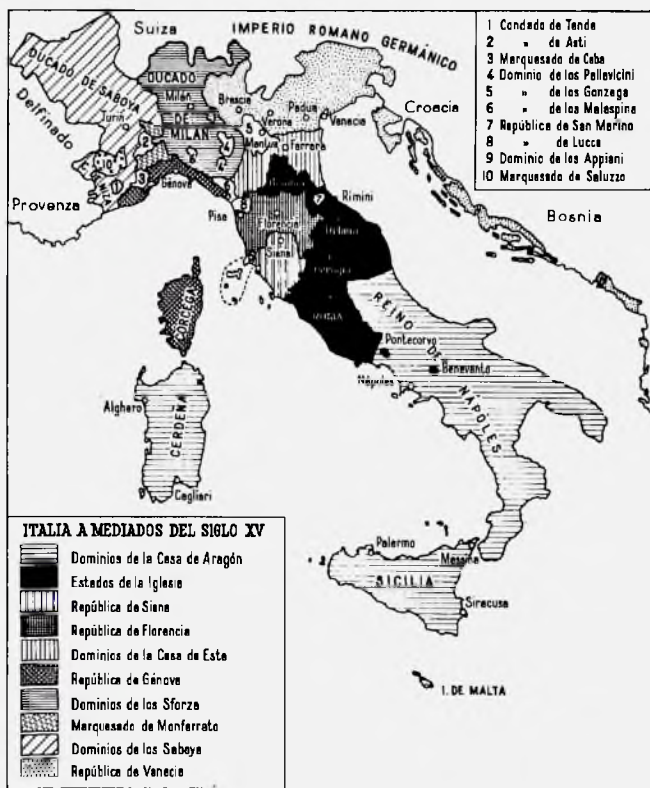 Suiza
IMPERIO ROMANO GERMÁNICO
DUCADO DE SABOYA
DUCADO
DE
MILAN
Milán
Brescia
Verona
Padua
Venecia
Croacia
Delfinado
Turín
Mantua
Ferrara
NIZA
Génova
Provenza
Bosnia
Rimini
Pisa
Florencia
Siena
ROMA
CORCEGA
REINO DE NÁPOLES
Pontecorvo
Benevento
Nápoles
Alghero
CERDEÑA
Cagliari
Palermo
Messina
SICILIA
Siracusa
I. DE MALTA
1 Condado de Tende
2 " de Asti
3 Marquesado de Ceba
4 Dominio de los Pallavicini
5 " de los Gonzaga
6 " de los Malaspina
7 República de San Marino
8 " de Lucca
9 Dominio de los Appiani
10 Marquesado de Saluzzo
ITALIA A MEDIADOS DEL SIGLO XV
Dominios de la Casa de Aragón
Estados de la Iglesia
República de Siena
República de Florencia
Dominios de la Casa de Este
República de Génova
Dominios de los Sforza
Marquesado de Monferrato
Dominios de los Saboya
República de Venecia